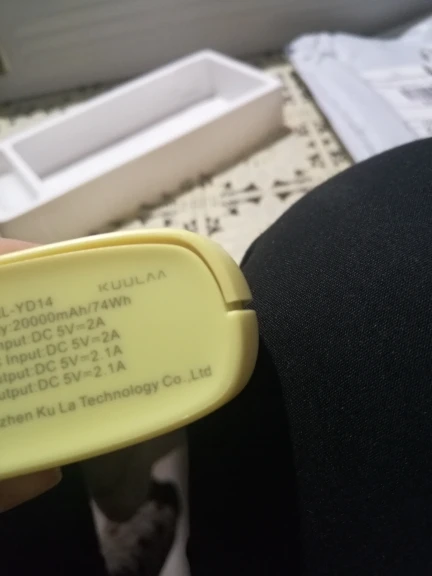 KUULAA
L-YD14
y:20000mAh/74Wh
nput:DC 5V⎓2A
Input:DC 5V⎓2A
utput:DC 5V⎓2.1A
utput:DC 5V⎓2.1A
zhen Ku La Technology Co.,Ltd